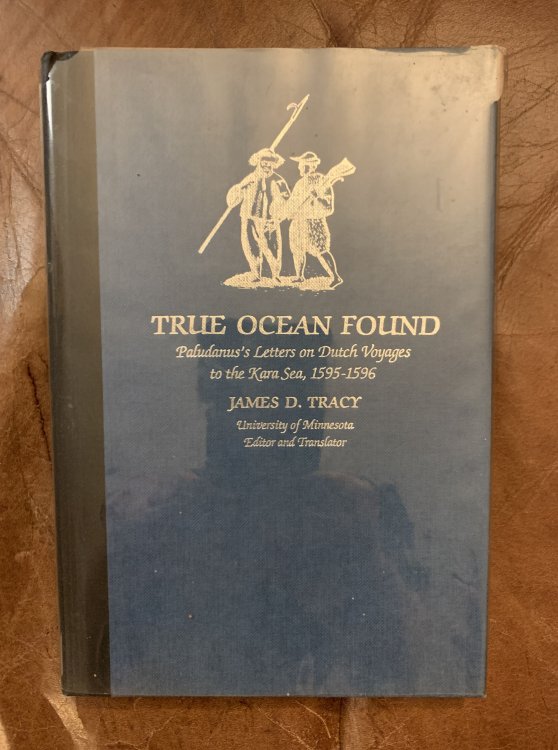 TRUE OCEAN FOUND
Paludanus's Letters on Dutch Voyages
to the Kara Sea, 1595-1596
JAMES D. TRACY
University of Minnesota
Editor and Translator